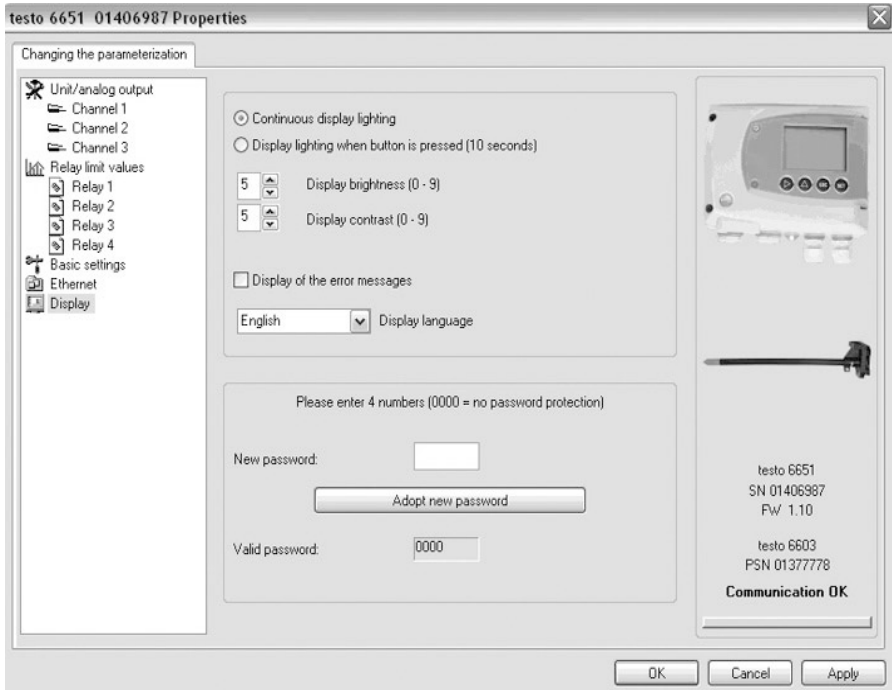 testo 6651 01406987 Properties
Changing the parameterization
Unit/analog output
Channel 1
Channel 2
Channel 3
Relay limit values
Relay 1
Relay 2
Relay 3
Relay 4
Basic settings
Ethernet
Display
Continuous display lighting
Display lighting when button is pressed (10 seconds)
5 Display brightness (0 - 9)
5 Display contrast (0 - 9)
Display of the error messages
English Display language
Please enter 4 numbers (0000 = no password protection)
New password:
Adopt new password
Valid password: 0000
testo 6651
SN 01406987
FW 1.10
testo 6603
PSN 01377778
Communication OK
OK Cancel Apply